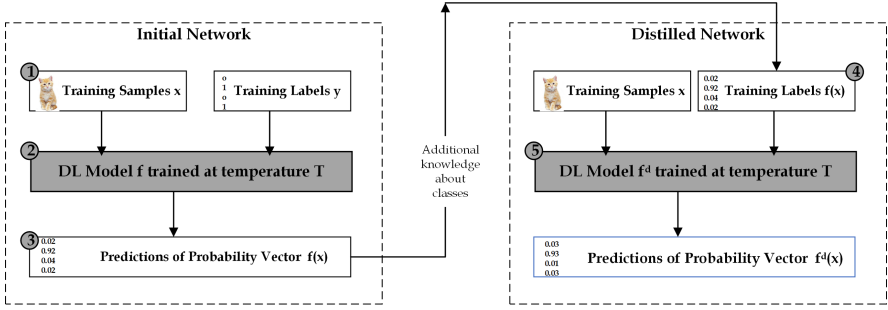 Initial Network
1
Training Samples x
0
1
0
1
Training Labels y
2
DL Model f trained at temperature T
3
0.02
0.92
0.04
0.02
Predictions of Probability Vector f(x)
Additional
knowledge
about
classes
Distilled Network
Training Samples x
0.02
0.92
0.04
0.02
Training Labels f(x)
4
5
DL Model fᵈ trained at temperature T
0.03
0.93
0.01
0.03
Predictions of Probability Vector fᵈ(x)